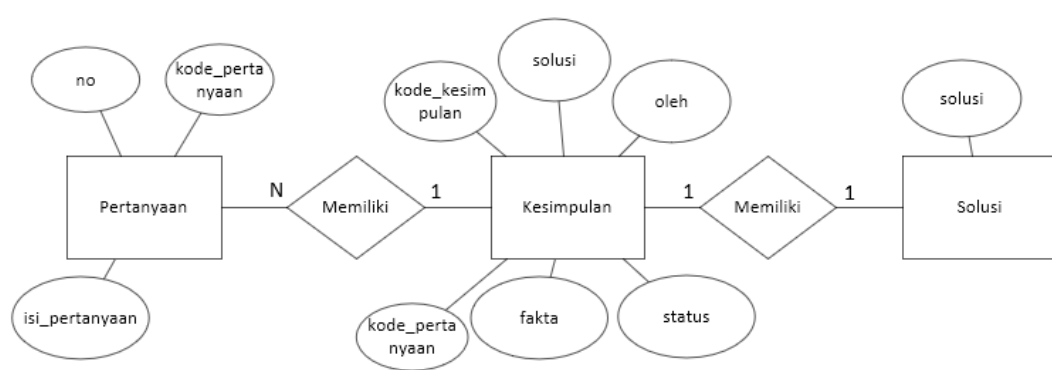 no
kode_perta
nyaan
solusi
kode_kesim
pulan
oleh
solusi
Pertanyaan
N
Memiliki
1
Kesimpulan
1
Memiliki
1
Solusi
isi_pertanyaan
kode_perta
nyaan
fakta
status